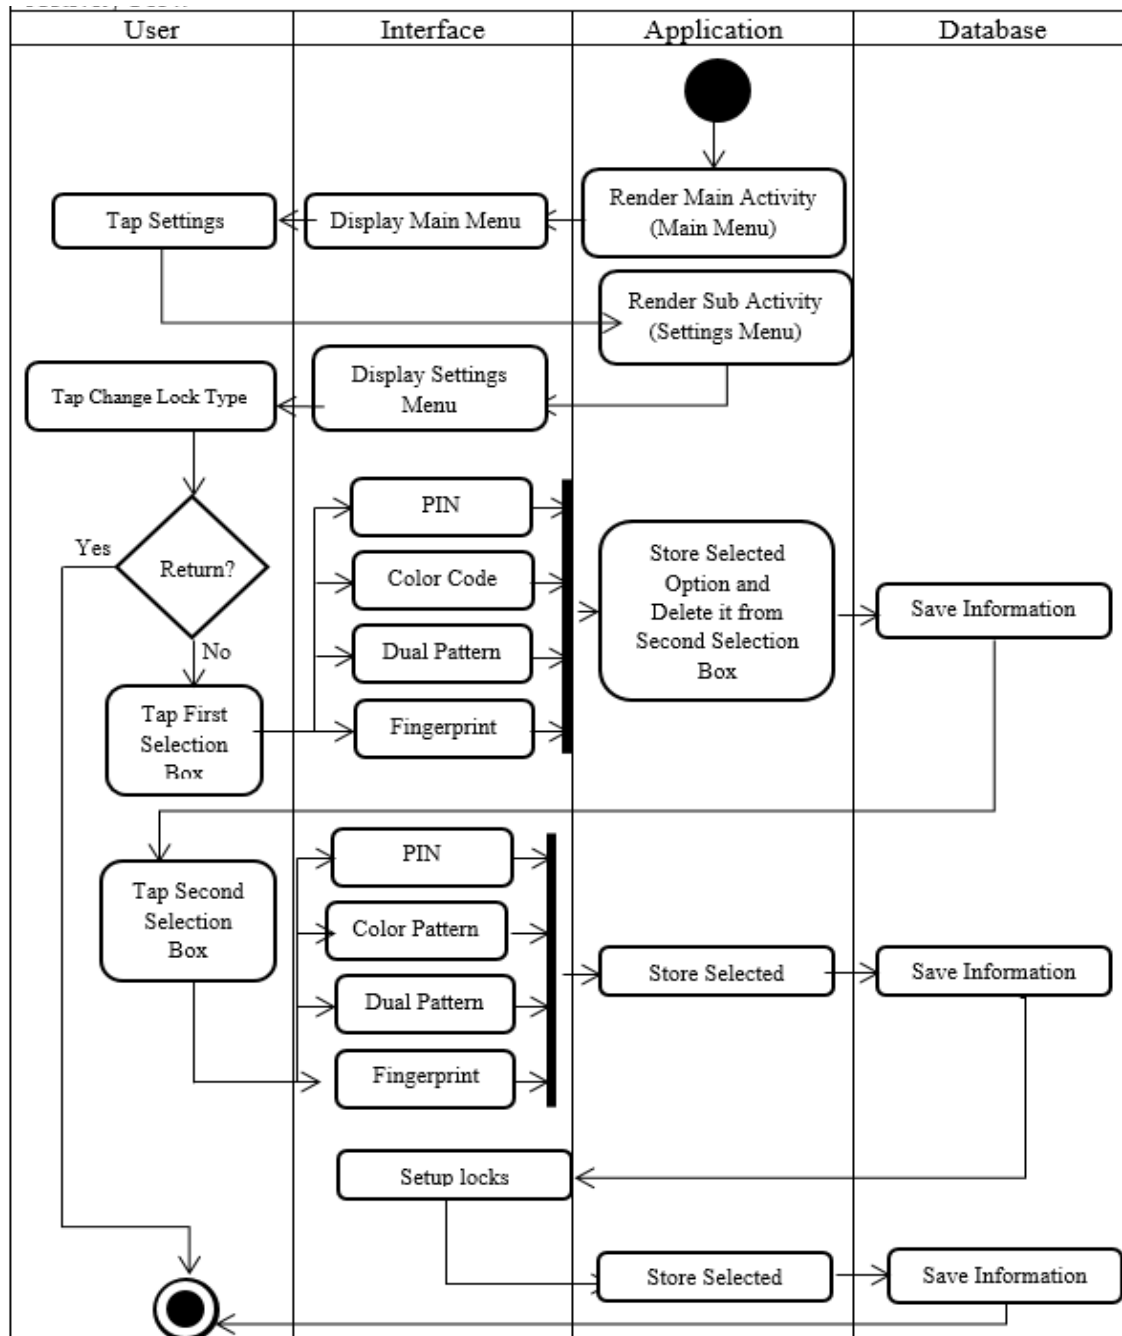 User
Interface
Application
Database
Render Main Activity
(Main Menu)
Display Main Menu
Tap Settings
Render Sub Activity
(Settings Menu)
Display Settings
Menu
Tap Change Lock Type
Return?
Yes
No
Tap First
Selection
Box
PIN
Color Code
Dual Pattern
Fingerprint
Store Selected
Option and
Delete it from
Second Selection
Box
Save Information
Tap Second
Selection
Box
PIN
Color Pattern
Dual Pattern
Fingerprint
Store Selected
Save Information
Setup locks
Store Selected
Save Information